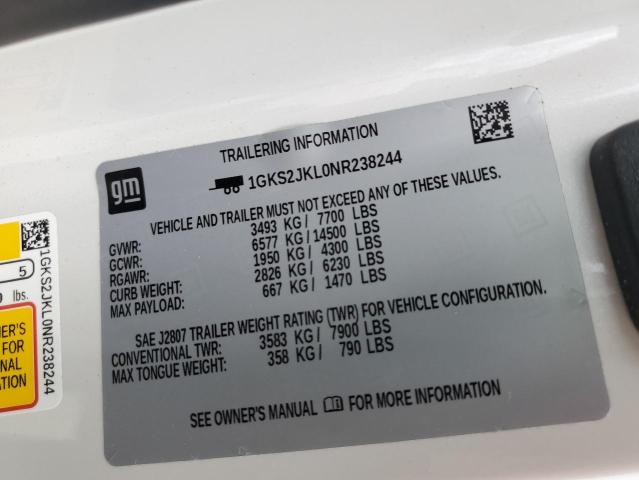 TRAILERING INFORMATION
gm
1GKS2JKL0NR238244
VEHICLE AND TRAILER MUST NOT EXCEED ANY OF THESE VALUES.
GVWR: 3493 KG / 7700 LBS
GCWR: 6577 KG / 14500 LBS
RGAWR: 1950 KG / 4300 LBS
CURB WEIGHT: 2826 KG / 6230 LBS
MAX PAYLOAD: 667 KG / 1470 LBS
SAE J2807 TRAILER WEIGHT RATING (TWR) FOR VEHICLE CONFIGURATION.
CONVENTIONAL TWR: 3583 KG / 7900 LBS
MAX TONGUE WEIGHT: 358 KG / 790 LBS
SEE OWNER'S MANUAL FOR MORE INFORMATION
5
lbs.
1GKS2JKL0NR238244
FOR